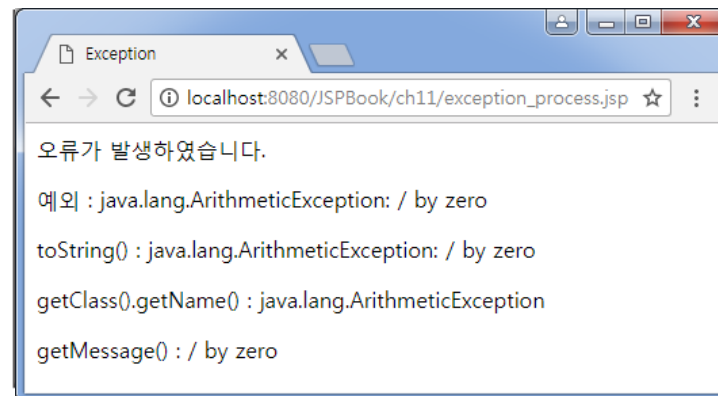 Exception
localhost:8080/JSPBook/ch11/exception_process.jsp
오류가 발생하였습니다.
예외 : java.lang.ArithmeticException: / by zero
toString() : java.lang.ArithmeticException: / by zero
getClass().getName() : java.lang.ArithmeticException
getMessage() : / by zero